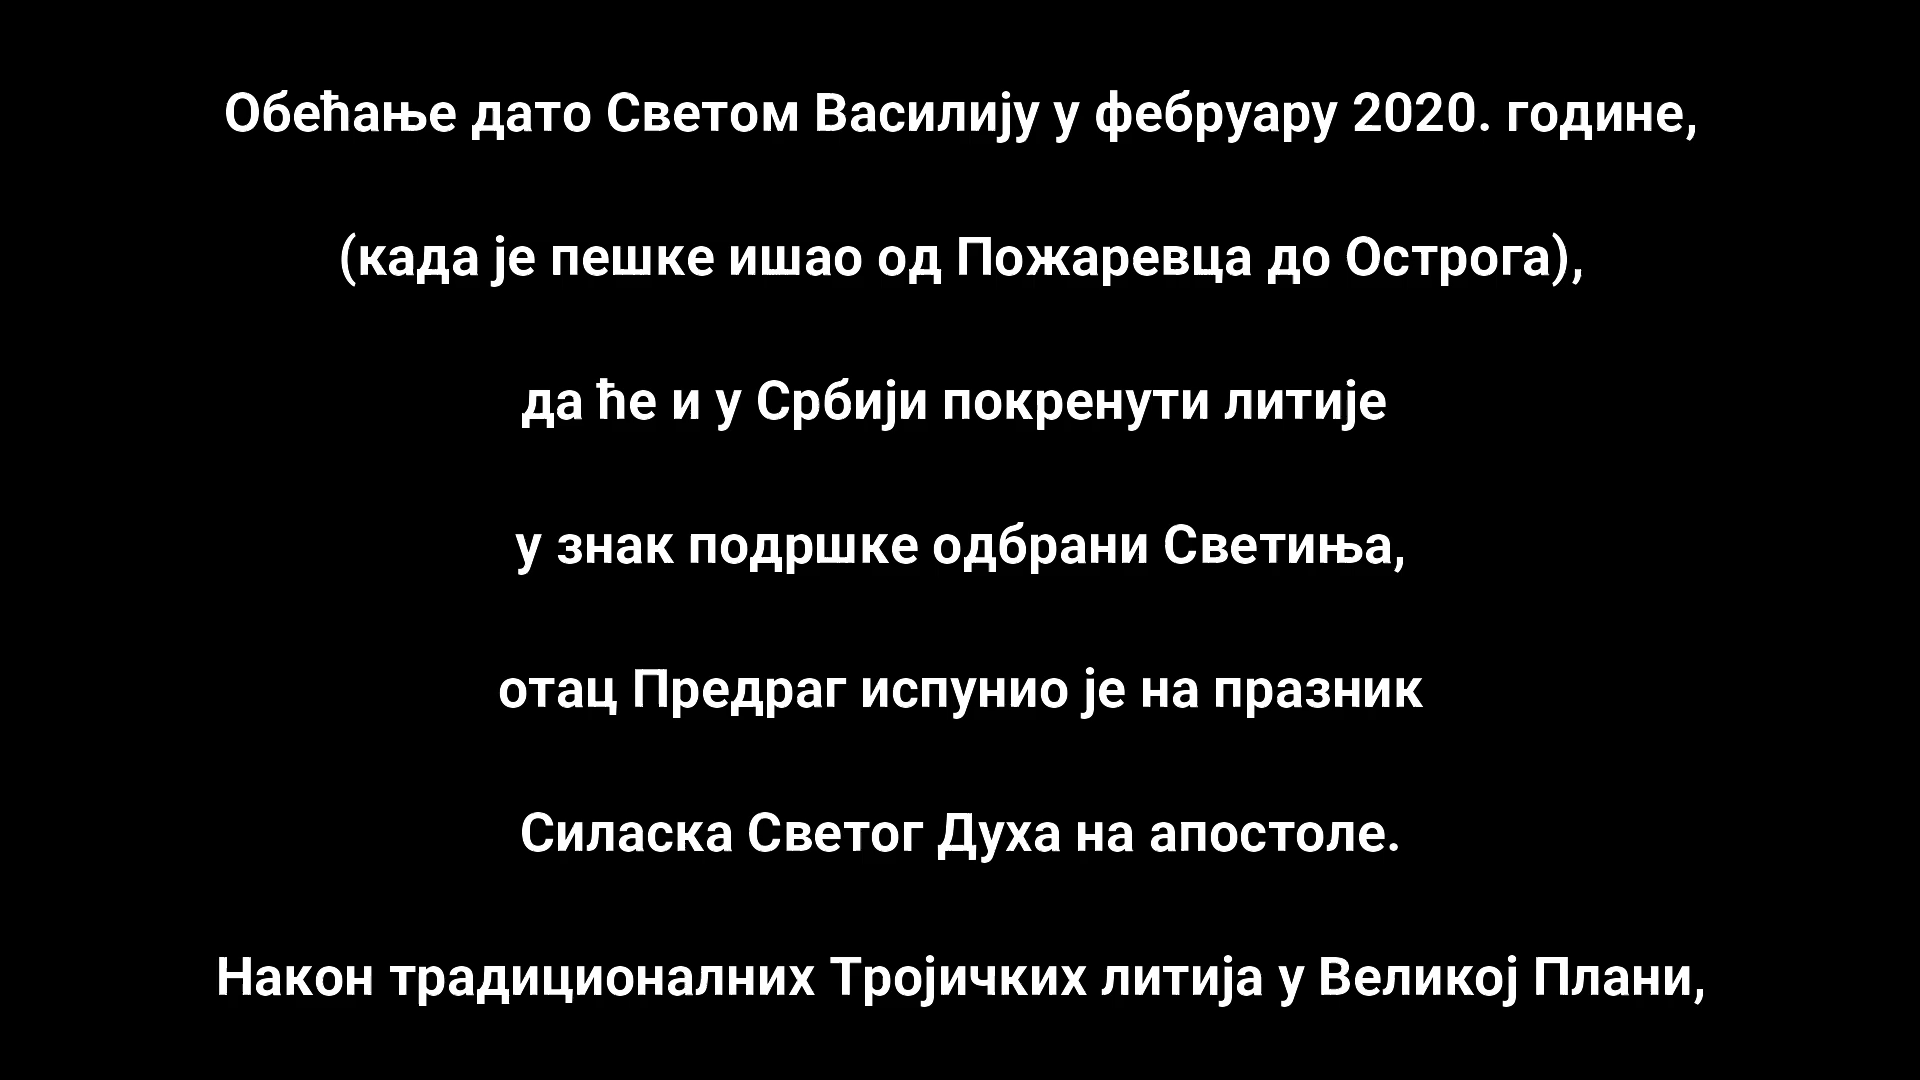 Обећање дато Светом Василију у фебруару 2020. године,
(када је пешке ишао од Пожаревца до Острога),
да ће и у Србији покренути литије
у знак подршке одбрани Светиња,
отац Предраг испунио је на празник
Силаска Светог Духа на апостоле.
Након традиционалних Тројичких литија у Великој Плани,